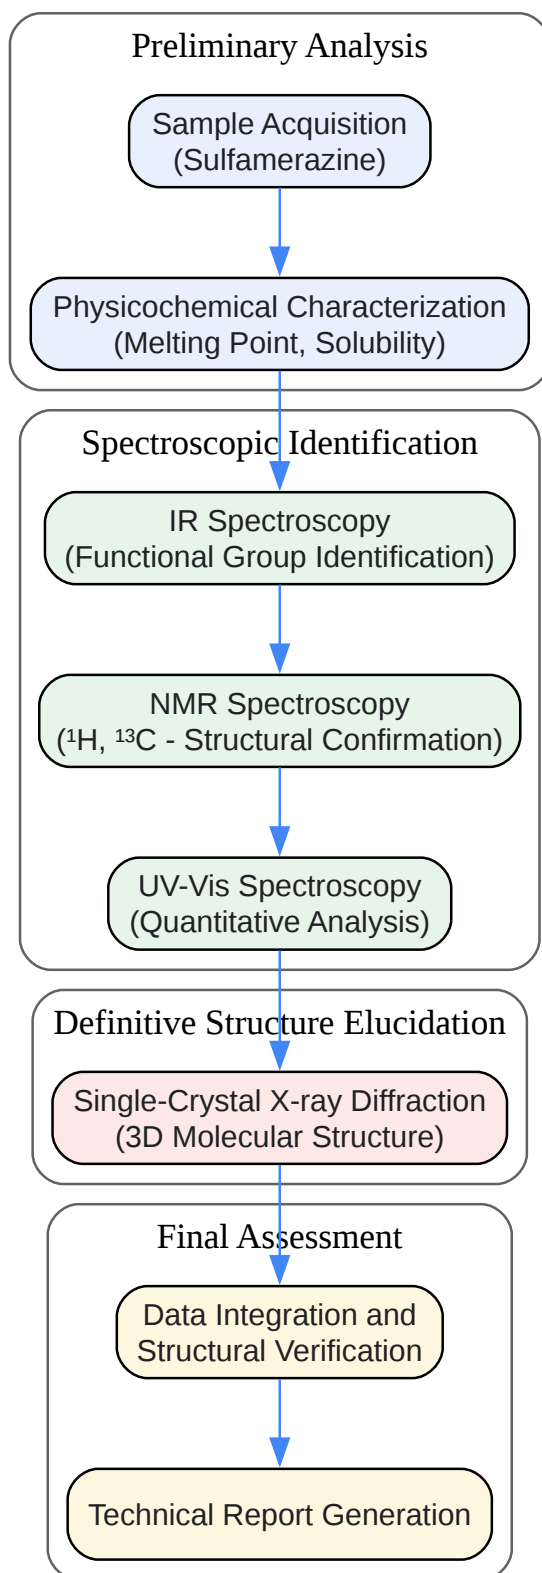 Preliminary Analysis
Sample Acquisition
(Sulfamerazine)
Physicochemical Characterization
(Melting Point, Solubility)
Spectroscopic Identification
IR Spectroscopy
(Functional Group Identification)
NMR Spectroscopy
(¹H, ¹³C - Structural Confirmation)
UV-Vis Spectroscopy
(Quantitative Analysis)
Definitive Structure Elucidation
Single-Crystal X-ray Diffraction
(3D Molecular Structure)
Final Assessment
Data Integration and
Structural Verification
Technical Report Generation